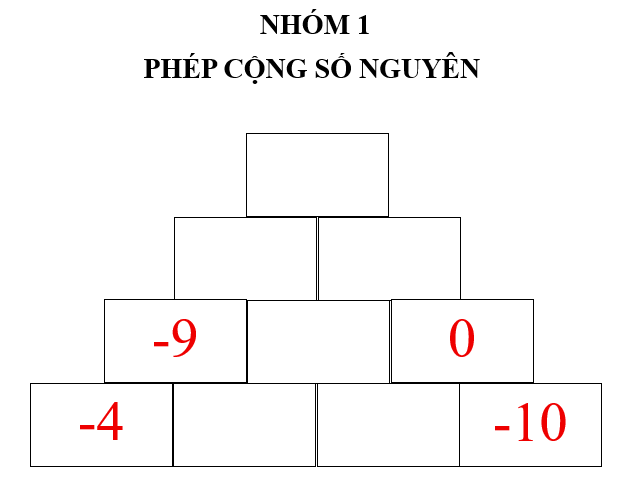 NHÓM 1
PHÉP CỘNG SỐ NGUYÊN
-9 0
-4 -10